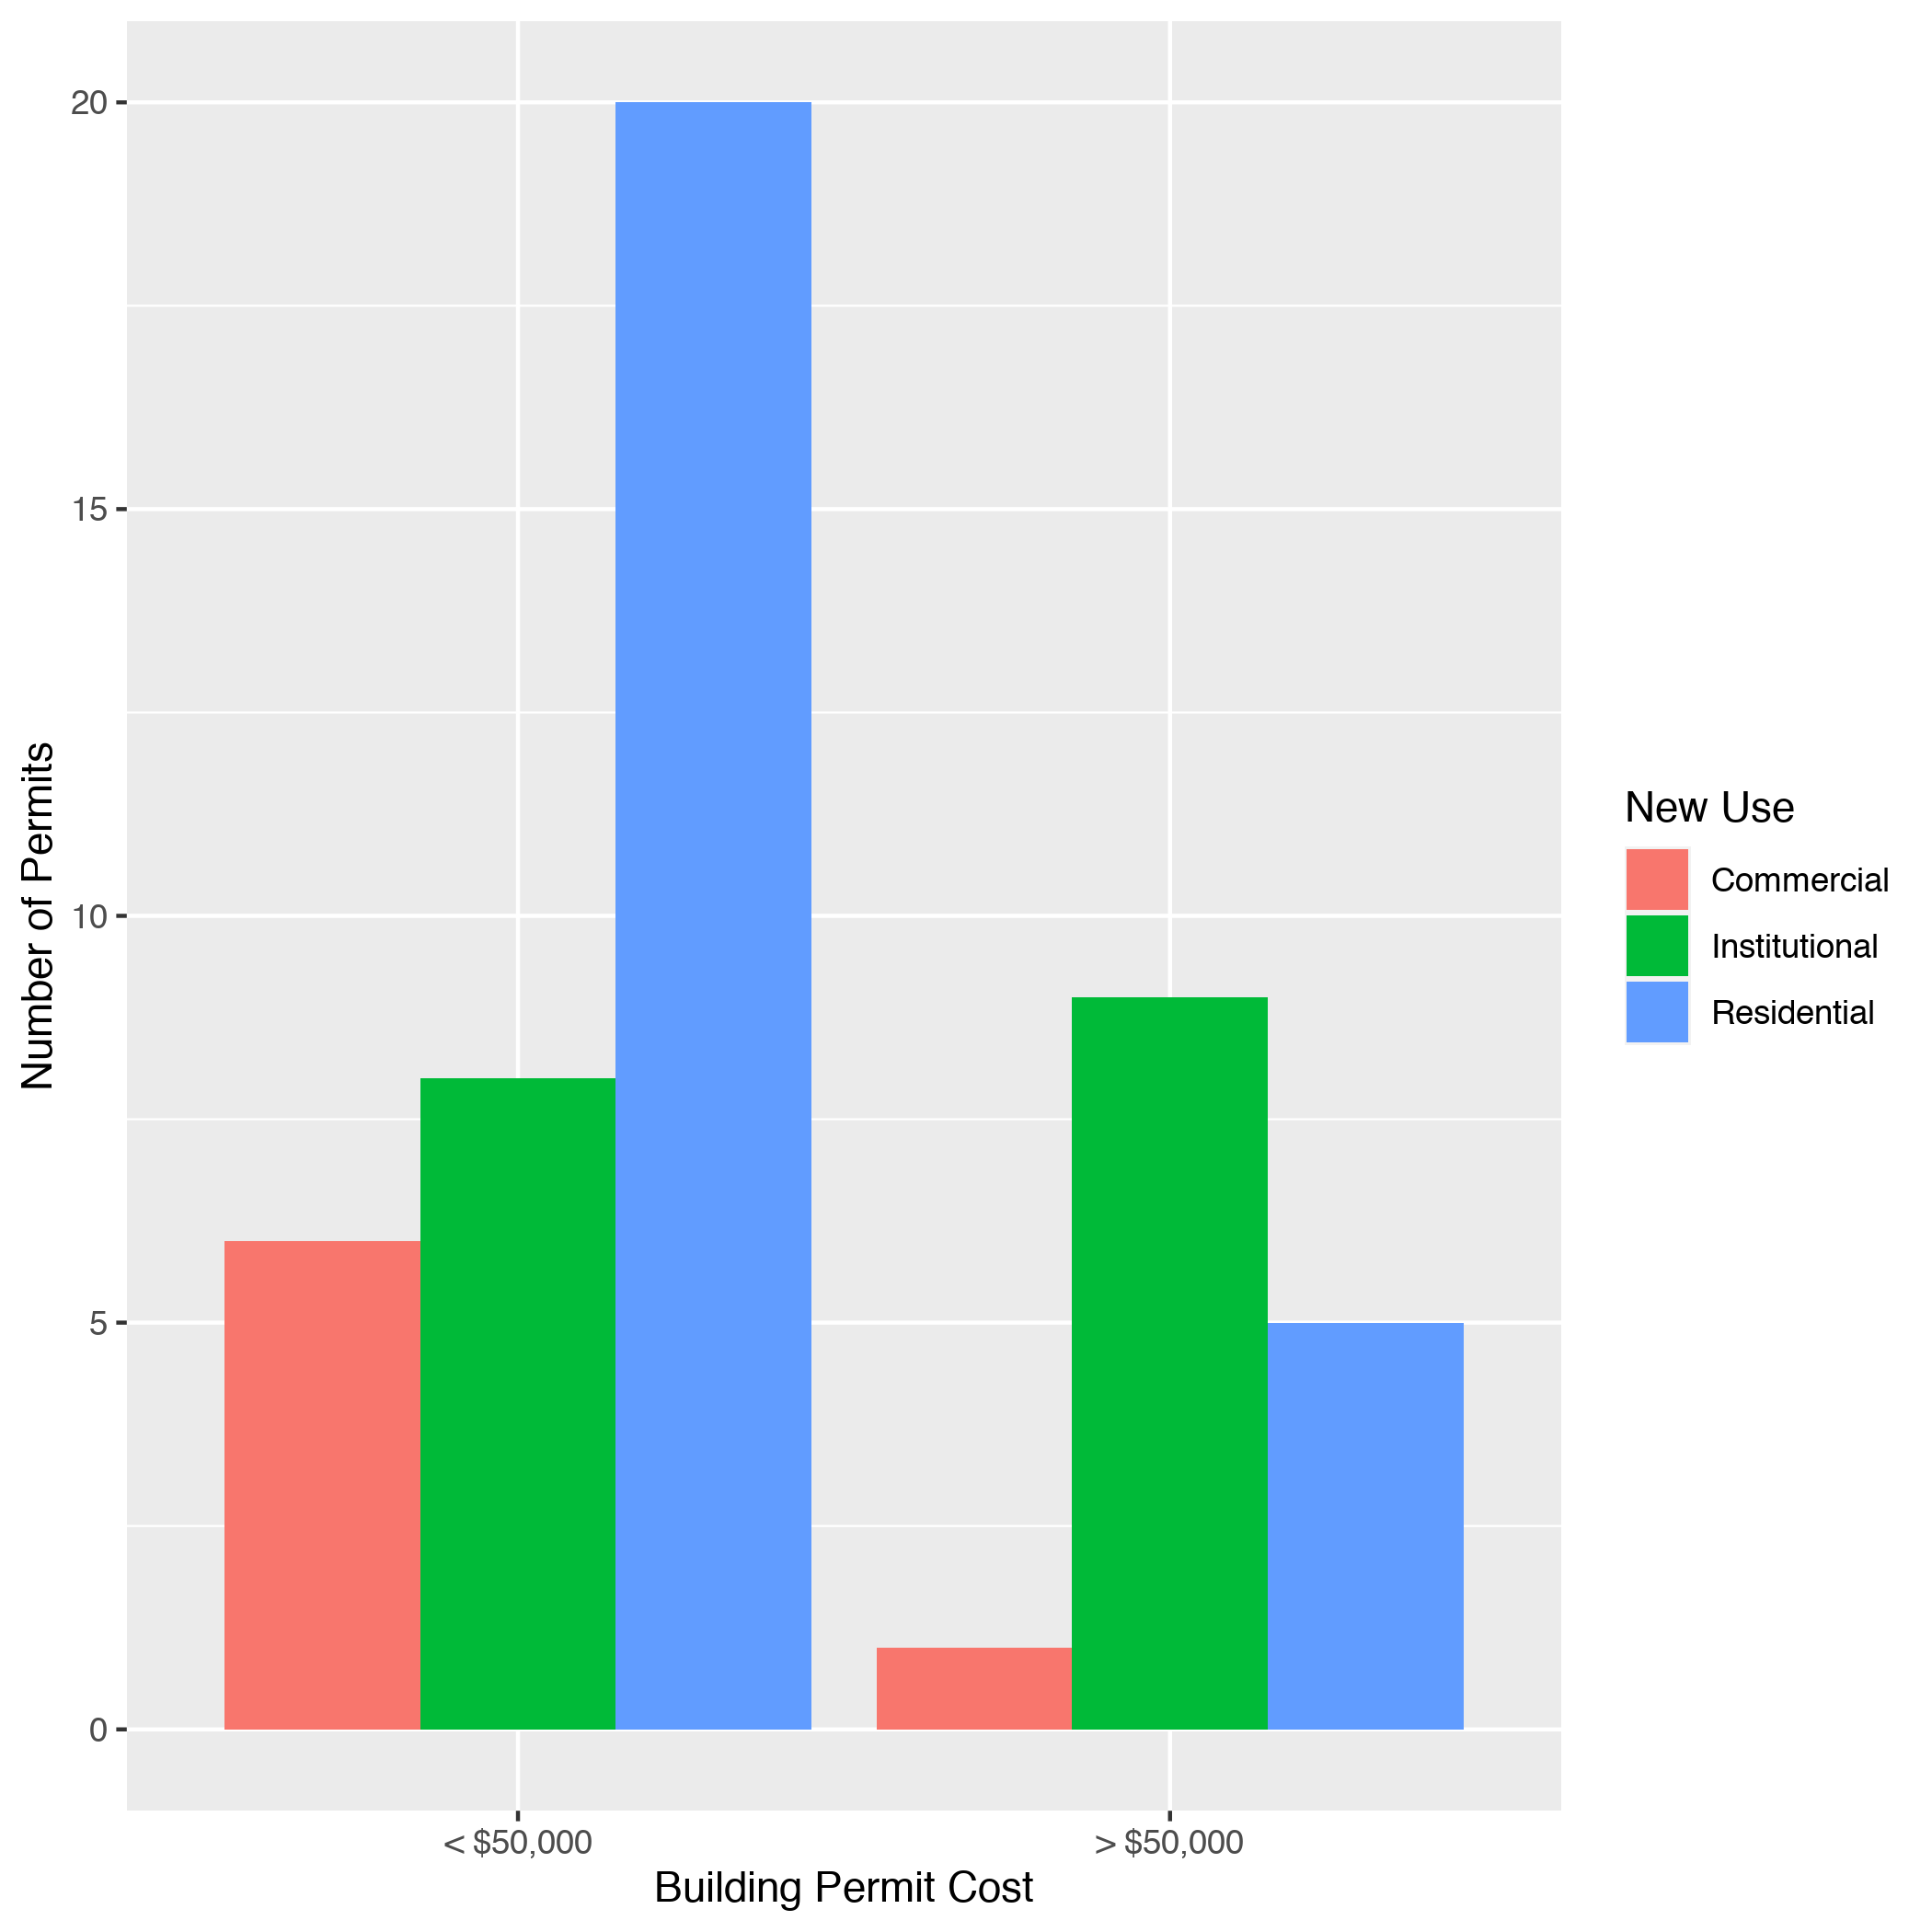 20
15
10
5
0
Number of Permits
< $50,000
> $50,000
Building Permit Cost
New Use
Commercial
Institutional
Residential